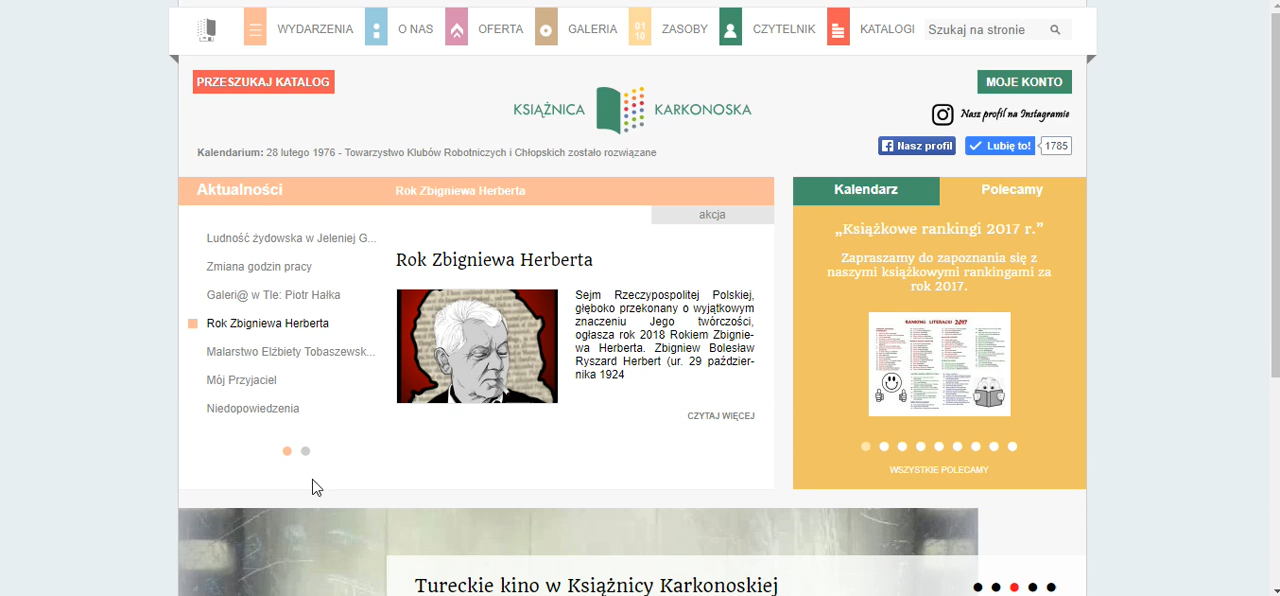 WYDARZENIA O NAS OFERTA GALERIA 01 10 ZASOBY CZYTELNIK KATALOGI Szukaj na stronie
PRZESZUKAJ KATALOG
MOJE KONTO
KSIĄŻNICA KARKONOSKA
Nasz profil na Instagramie
Nasz profil Lubię to! 1785
Kalendarium: 28 lutego 1976 - Towarzystwo Klubów Robotniczych i Chłopskich zostało rozwiązane
Aktualności Rok Zbigniewa Herberta
akcja
Ludność żydowska w Jeleniej G...
Zmiana godzin pracy
Galeri@ w Tle: Piotr Hałka
Rok Zbigniewa Herberta
Malarstwo Elżbiety Tobaszewsk...
Mój Przyjaciel
Niedopowiedzenia
Rok Zbigniewa Herberta
Sejm Rzeczypospolitej Polskiej,
głęboko przekonany o wyjątkowym
znaczeniu Jego twórczości,
ogłasza rok 2018 Rokiem Zbignie-
wa Herberta. Zbigniew Bolesław
Ryszard Herbert (ur. 29 paździer-
nika 1924
CZYTAJ WIĘCEJ
Kalendarz Polecamy
„Książkowe rankingi 2017 r.”
Zapraszamy do zapoznania się z
naszymi książkowymi rankingami za
rok 2017.
RANKING LITERACKI 2017
WSZYSTKIE POLECAMY
Tureckie kino w Książnicy Karkonoskiej